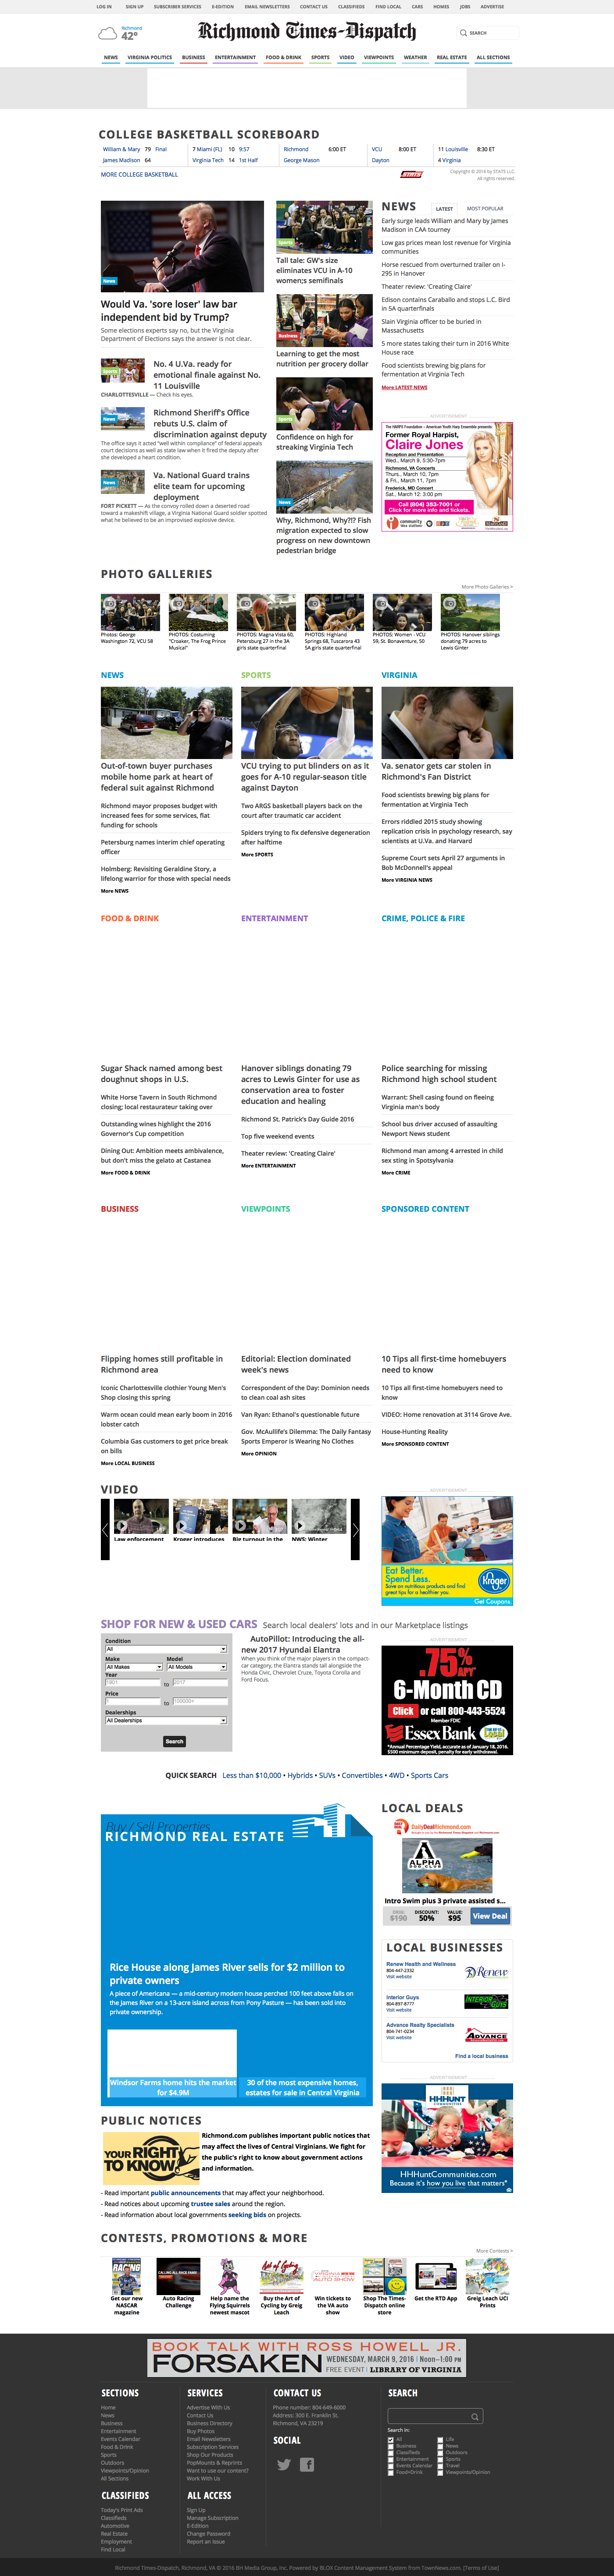 LOG IN SIGN UP SUBSCRIBER SERVICES E-EDITION EMAIL NEWSLETTERS CONTACT US CLASSIFIEDS FIND LOCAL CARS HOMES JOBS ADVERTISE
Richmond
42°
Richmond Times-Dispatch
SEARCH
NEWS VIRGINIA POLITICS BUSINESS ENTERTAINMENT FOOD & DRINK SPORTS VIDEO VIEWPOINTS WEATHER REAL ESTATE ALL SECTIONS
COLLEGE BASKETBALL SCOREBOARD
William & Mary 79 Final 7 Miami (FL) 10 9:57 Richmond 6:00 ET VCU 8:00 ET 11 Louisville 8:30 ET
James Madison 64 Virginia Tech 14 1st Half George Mason Dayton 4 Virginia
MORE COLLEGE BASKETBALL
STATS
Copyright © 2016 by STATS LLC.
All rights reserved.
News
Would Va. 'sore loser' law bar
independent bid by Trump?
Some elections experts say no, but the Virginia
Department of Elections says the answer is not clear.
Sports
No. 4 U.Va. ready for
emotional finale against No.
11 Louisville
CHARLOTTESVILLE — Check his eyes.
News
Richmond Sheriff's Office
rebuts U.S. claim of
discrimination against deputy
The office says it acted "well within compliance" of federal appeals
court decisions as well as state law when it fired the deputy after
she developed a heart condition.
News
Va. National Guard trains
elite team for upcoming
deployment
FORT PICKETT — As the convoy rolled down a deserted road
toward a makeshift village, a Virginia National Guard soldier spotted
what he believed to be an improvised explosive device.
Sports
Tall tale: GW's size
eliminates VCU in A-10
women;s semifinals
Business
Learning to get the most
nutrition per grocery dollar
Sports
Confidence on high for
streaking Virginia Tech
News
Why, Richmond, Why?!? Fish
migration expected to slow
progress on new downtown
pedestrian bridge
NEWS LATEST MOST POPULAR
Early surge leads William and Mary by James
Madison in CAA tourney
Low gas prices mean lost revenue for Virginia
communities
Horse rescued from overturned trailer on I-
295 in Hanover
Theater review: 'Creating Claire'
Edison contains Caraballo and stops L.C. Bird
in 5A quarterfinals
Slain Virginia officer to be buried in
Massachusetts
5 more states taking their turn in 2016 White
House race
Food scientists brewing big plans for
fermentation at Virginia Tech
More LATEST NEWS
ADVERTISEMENT
The HARPS Foundation - American Youth Harp Ensemble presents:
Former Royal Harpist,
Claire Jones
Reception and Presentation
Wed., March 9, 5:30-7pm
Richmond, VA Concerts
Thurs., March 10, 7pm
& Fri., March 11, 7pm
Frederick, MD Concert
Sat., March 12: 3:00 pm
Call (804) 353-7001 or
Click for more info and tickets.
PHOTO GALLERIES
More Photo Galleries »
Photos: George
Washington 72, VCU 58
PHOTOS: Costuming
"Croaker, The Frog Prince
Musical"
PHOTOS: Magna Vista 60,
Petersburg 27 in the 3A
girls state quarterfinal
PHOTOS: Highland
Springs 68, Tuscarora 43
5A girls state quarterfinal
PHOTOS: Women - VCU
59, St. Bonaventure, 50
PHOTOS: Hanover siblings
donating 79 acres to
Lewis Ginter
NEWS
Out-of-town buyer purchases
mobile home park at heart of
federal suit against Richmond
Richmond mayor proposes budget with
increased fees for some services, flat
funding for schools
Petersburg names interim chief operating
officer
Holmberg: Revisiting Geraldine Story, a
lifelong warrior for those with special needs
More NEWS
SPORTS
VCU trying to put blinders on as it
goes for A-10 regular-season title
against Dayton
Two ARGS basketball players back on the
court after traumatic car accident
Spiders trying to fix defensive degeneration
after halftime
More SPORTS
VIRGINIA
Va. senator gets car stolen in
Richmond's Fan District
Food scientists brewing big plans for
fermentation at Virginia Tech
Errors riddled 2015 study showing
replication crisis in psychology research, say
scientists at U.Va. and Harvard
Supreme Court sets April 27 arguments in
Bob McDonnell's appeal
More VIRGINIA NEWS
FOOD & DRINK
Sugar Shack named among best
doughnut shops in U.S.
White Horse Tavern in South Richmond
closing; local restaurateur taking over
Outstanding wines highlight the 2016
Governor's Cup competition
Dining Out: Ambition meets ambivalence,
but don't miss the gelato at Castanea
More FOOD & DRINK
ENTERTAINMENT
Hanover siblings donating 79
acres to Lewis Ginter for use as
conservation area to foster
education and healing
Richmond St. Patrick's Day Guide 2016
Top five weekend events
Theater review: 'Creating Claire'
More ENTERTAINMENT
CRIME, POLICE & FIRE
Police searching for missing
Richmond high school student
Warrant: Shell casing found on fleeing
Virginia man's body
School bus driver accused of assaulting
Newport News student
Richmond man among 4 arrested in child
sex sting in Spotsylvania
More CRIME
BUSINESS
Flipping homes still profitable in
Richmond area
Iconic Charlottesville clothier Young Men's
Shop closing this spring
Warm ocean could mean early boom in 2016
lobster catch
Columbia Gas customers to get price break
on bills
More LOCAL BUSINESS
VIEWPOINTS
Editorial: Election dominated
week's news
Correspondent of the Day: Dominion needs
to clean coal ash sites
Van Ryan: Ethanol's questionable future
Gov. McAuliffe's Dilemma: The Daily Fantasy
Sports Emperor is Wearing No Clothes
More OPINION
SPONSORED CONTENT
10 Tips all first-time homebuyers
need to know
10 Tips all first-time homebuyers need to
know
VIDEO: Home renovation at 3114 Grove Ave.
House-Hunting Reality
More SPONSORED CONTENT
VIDEO
Law enforcement
Kroger introduces
Big turnout in the
NWS: Winter
ADVERTISEMENT
Eat Better.
Spend Less.
Save on nutritious products and find
great tips for a healthier you.
Kroger
Get Coupons.
SHOP FOR NEW & USED CARS Search local dealers' lots and in our Marketplace listings
Condition
All
Make Model
All Makes All Models
Year
1901 to 2017
Price
1 to 100000+
Dealerships
All Dealerships
Search
AutoPilot: Introducing the all-
new 2017 Hyundai Elantra
When you think of the major players in the compact-
car category, the Elantra stands tall alongside the
Honda Civic, Chevrolet Cruze, Toyota Corolla and
Ford Focus.
ADVERTISEMENT
.75% APY*
6-Month CD
Click or call 800-443-5524
Member FDIC
EssexBank
*Annual Percentage Yield, accurate as of January 18, 2016.
$500 minimum deposit, penalty for early withdrawal.
QUICK SEARCH Less than $10,000 • Hybrids • SUVs • Convertibles • 4WD • Sports Cars
Buy / Sell Properties
RICHMOND REAL ESTATE
Rice House along James River sells for $2 million to
private owners
A piece of Americana — a mid-century modern house perched 100 feet above falls on
the James River on a 13-acre island across from Pony Pasture — has been sold into
private ownership.
Windsor Farms home hits the market
for $4.9M
30 of the most expensive homes,
estates for sale in Central Virginia
LOCAL DEALS
DailyDealRichmond.com
ALPHA
DOG CLUB
Intro Swim plus 3 private assisted s...
ORIG: DISCOUNT: VALUE:
$190 50% $95 View Deal
LOCAL BUSINESSES
Renew Health and Wellness
804-447-2332
Visit website
Renew
Interior Guys
804-897-8777
Visit website
INTERIOR GUYS
Advance Realty Specialists
804-741-0234
Visit website
ADVANCE
Find a local business
ADVERTISEMENT
HHHUNT
COMMUNITIES
HHHuntCommunities.com
Because it's how you live that matters®
PUBLIC NOTICES
YOUR RIGHT
TO KNOW
Richmond.com publishes important public notices that
may affect the lives of Central Virginians. We fight for
the public's right to know about government actions
and information.
- Read important public announcements that may affect your neighborhood.
- Read notices about upcoming trustee sales around the region.
- Read information about local governments seeking bids on projects.
CONTESTS, PROMOTIONS & MORE
More Contests »
Get our new
NASCAR
magazine
Auto Racing
Challenge
Help name the
Flying Squirrels
newest mascot
Buy the Art of
Cycling by Greig
Leach
Win tickets to
the VA auto
show
Shop The Times-
Dispatch online
store
Get the RTD App
Greig Leach UCI
Prints
BOOK TALK WITH ROSS HOWELL JR.
FORSAKEN WEDNESDAY, MARCH 9, 2016 | Noon–1:00 PM
FREE EVENT | LIBRARY OF VIRGINIA
SECTIONS
Home
News
Business
Entertainment
Events Calendar
Food & Drink
Sports
Outdoors
Viewpoints/Opinion
All Sections
CLASSIFIEDS
Today's Print Ads
Classifieds
Automotive
Real Estate
Employment
Find Local
SERVICES
Advertise With Us
Contact Us
Business Directory
Buy Photos
Email Newsletters
Subscription Services
Shop Our Products
PopMounts & Reprints
Want to use our content?
Work With Us
ALL ACCESS
Sign Up
Manage Subscription
E-Edition
Change Password
Report an Issue
CONTACT US
Phone number: 804-649-6000
Address: 300 E. Franklin St.
Richmond, VA 23219
SOCIAL
SEARCH
Search in:
All Life
Business News
Classifieds Outdoors
Entertainment Sports
Events Calendar Travel
Food+Drink Viewpoints/Opinion
Richmond Times-Dispatch, Richmond, VA © 2016 BH Media Group, Inc. Powered by BLOX Content Management System from TownNews.com. [Terms of Use]